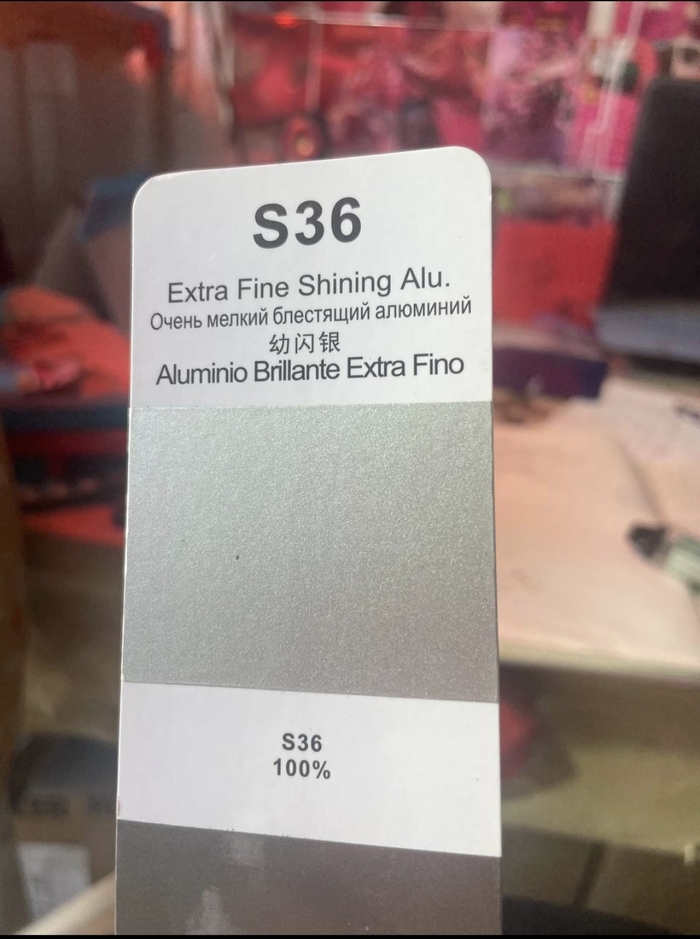 S36
Extra Fine Shining Alu.
Очень мелкий блестящий алюминий
幼闪银
Aluminio Brillante Extra Fino
S36
100%